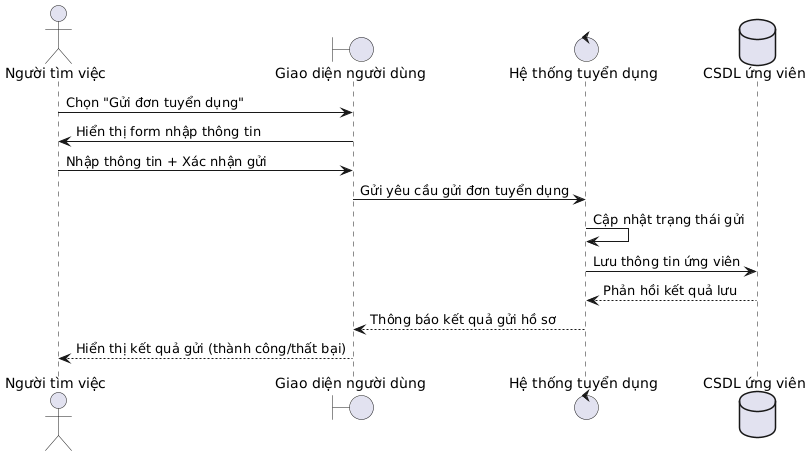 Người tìm việc
Giao diện người dùng
Hệ thống tuyển dụng
CSDL ứng viên
Chọn "Gửi đơn tuyển dụng"
Hiển thị form nhập thông tin
Nhập thông tin + Xác nhận gửi
Gửi yêu cầu gửi đơn tuyển dụng
Cập nhật trạng thái gửi
Lưu thông tin ứng viên
Phản hồi kết quả lưu
Thông báo kết quả gửi hồ sơ
Hiển thị kết quả gửi (thành công/thất bại)
Người tìm việc
Giao diện người dùng
Hệ thống tuyển dụng
CSDL ứng viên